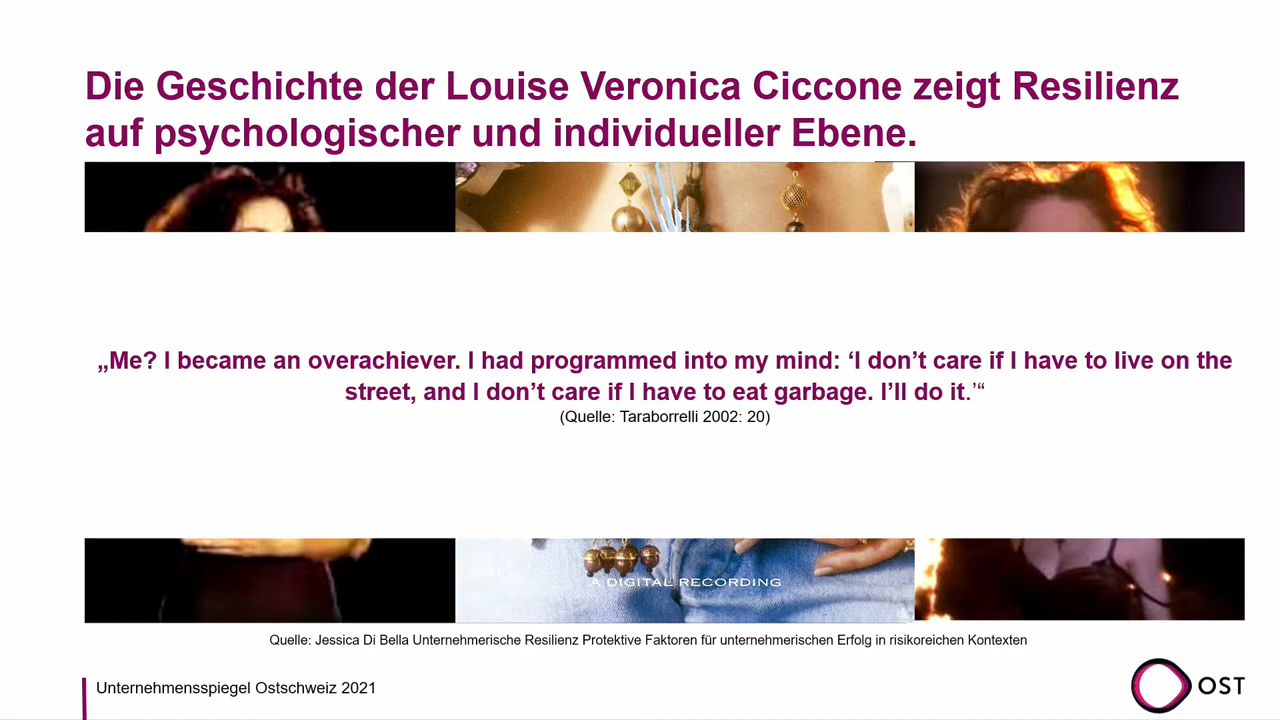 Die Geschichte der Louise Veronica Ciccone zeigt Resilienz
auf psychologischer und individueller Ebene.
„Me? I became an overachiever. I had programmed into my mind: ‘I don’t care if I have to live on the
street, and I don’t care if I have to eat garbage. I’ll do it.’“
(Quelle: Taraborrelli 2002: 20)
A DIGITAL RECORDING
Quelle: Jessica Di Bella Unternehmerische Resilienz Protektive Faktoren für unternehmerischen Erfolg in risikoreichen Kontexten
Unternehmensspiegel Ostschweiz 2021
OST